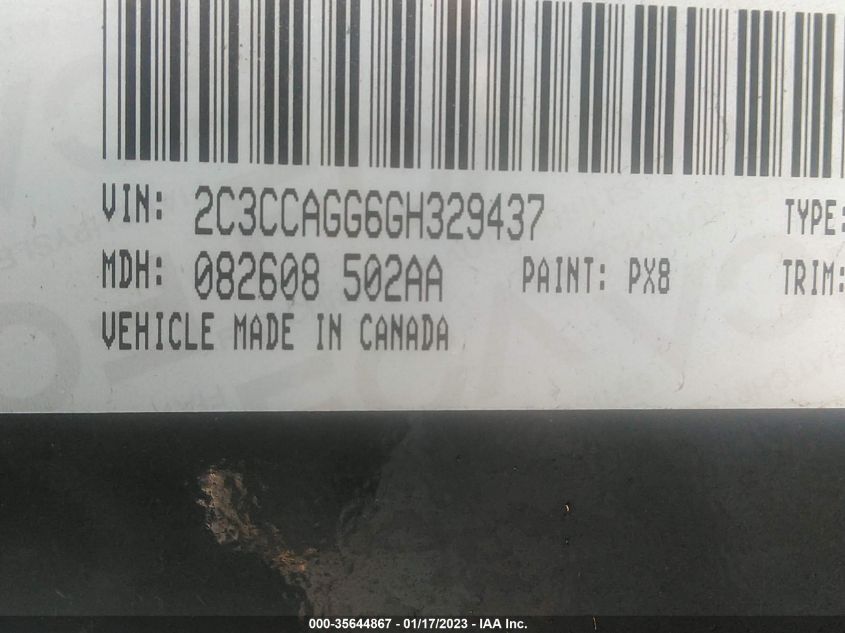 VIN: 2C3CCAGG6GH329437 TYPE:
MDH: 082608 502AA PAINT: PX8 TRIM:
VEHICLE MADE IN CANADA
000-35644867 - 01/17/2023 - IAA Inc.